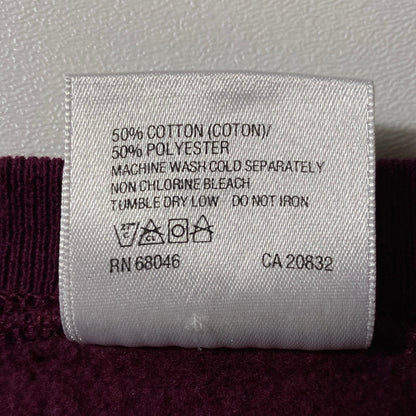 50% COTTON (COTON)/
50% POLYESTER
MACHINE WASH COLD SEPARATELY
NON CHLORINE BLEACH
TUMBLE DRY LOW DO NOT IRON
RN 68046 CA 20832